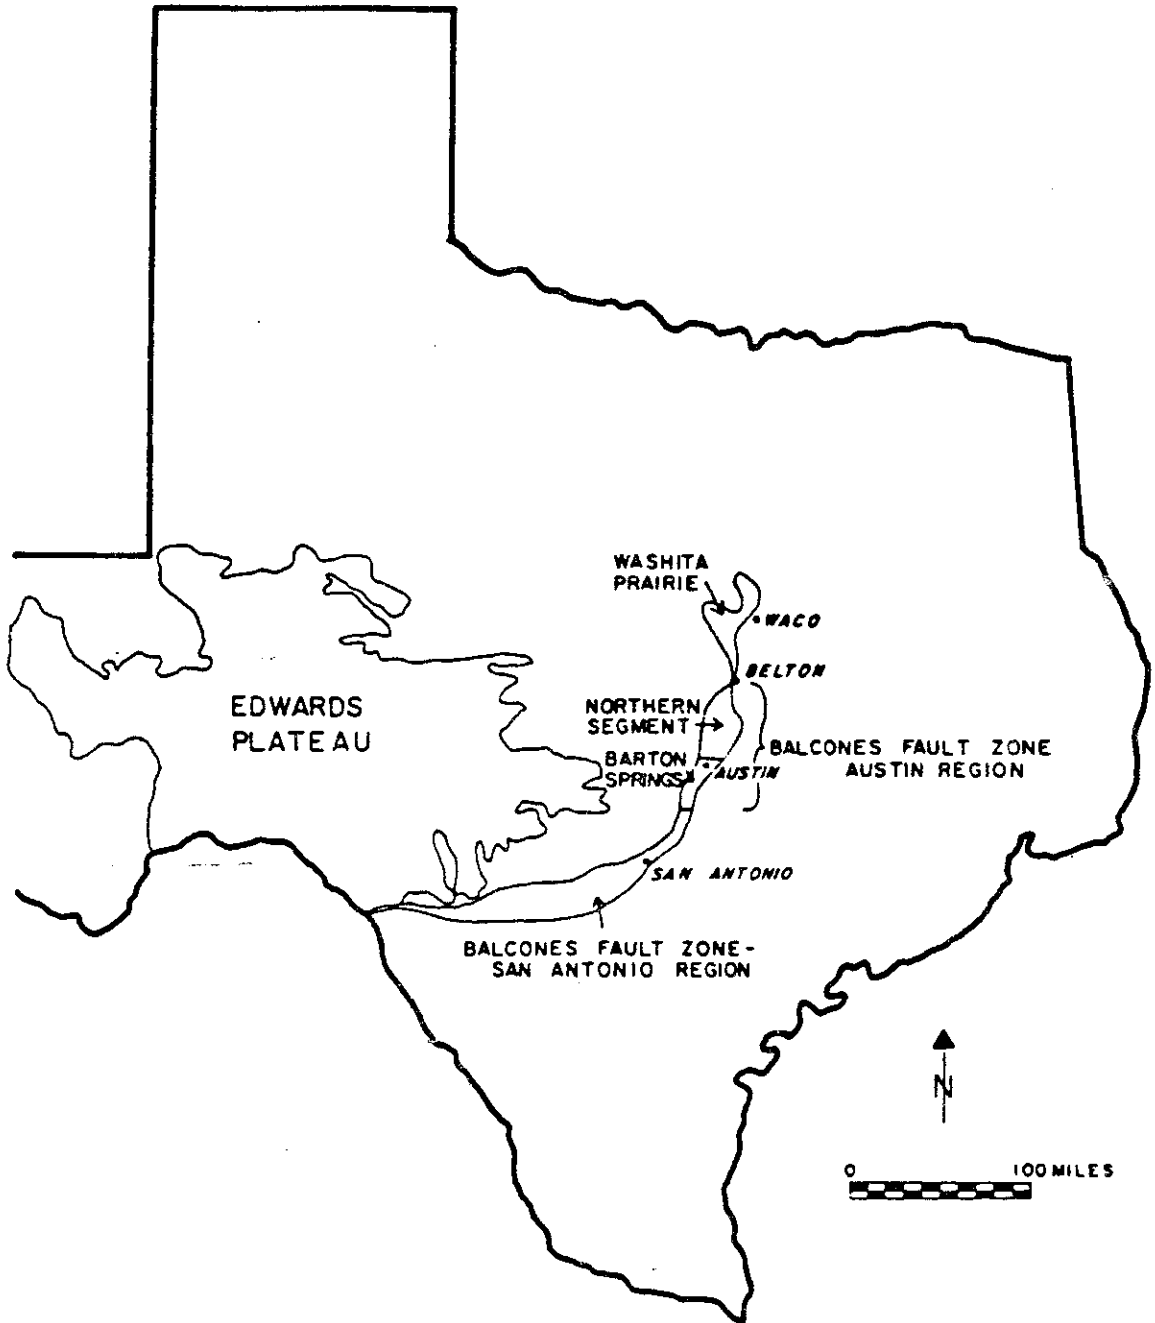 WASHITA
PRAIRIE
WACO
BELTON
EDWARDS
PLATEAU
NORTHERN
SEGMENT
BARTON
SPRINGS
AUSTIN
BALCONES FAULT ZONE
AUSTIN REGION
SAN ANTONIO
BALCONES FAULT ZONE-
SAN ANTONIO REGION
N
0 100 MILES